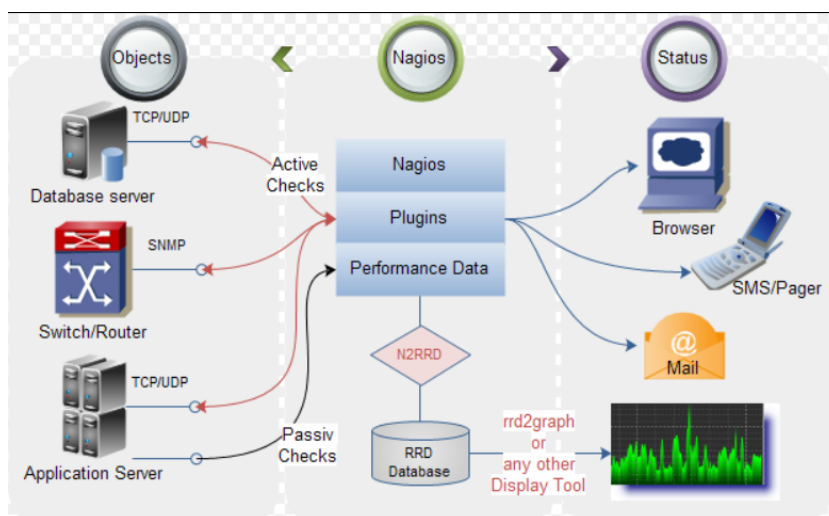 Objects
Nagios
Status
TCP/UDP
Database server
SNMP
Switch/Router
TCP/UDP
Application Server
Active
Checks
Passiv
Checks
Nagios
Plugins
Performance Data
N2RRD
RRD
Database
rrd2graph
or
any other
Display Tool
Browser
SMS/Pager
@
Mail